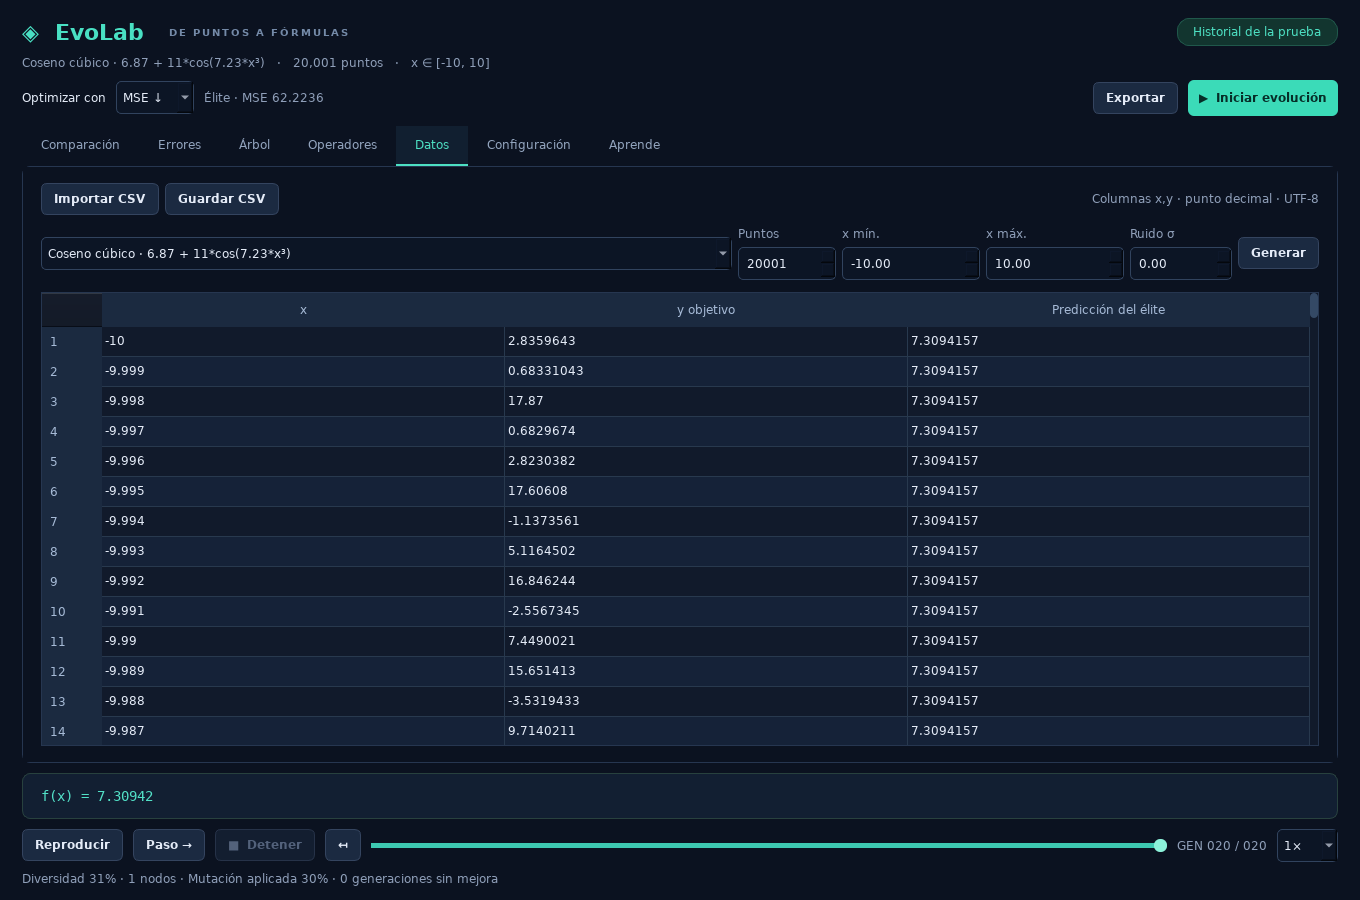 ◈ EvoLab DE PUNTOS A FÓRMULAS Historial de la prueba
Coseno cúbico · 6.87 + 11*cos(7.23*x³) · 20,001 puntos · x ∈ [-10, 10]
Optimizar con MSE ↓ Élite · MSE 62.2236 Exportar ▶ Iniciar evolución
Comparación Errores Árbol Operadores Datos Configuración Aprende
Importar CSV Guardar CSV Columnas x,y · punto decimal · UTF-8
Puntos x mín. x máx. Ruido σ
Coseno cúbico · 6.87 + 11*cos(7.23*x³) 20001 -10.00 10.00 0.00 Generar
x y objetivo Predicción del élite
1 -10 2.8359643 7.3094157
2 -9.999 0.68331043 7.3094157
3 -9.998 17.87 7.3094157
4 -9.997 0.6829674 7.3094157
5 -9.996 2.8230382 7.3094157
6 -9.995 17.60608 7.3094157
7 -9.994 -1.1373561 7.3094157
8 -9.993 5.1164502 7.3094157
9 -9.992 16.846244 7.3094157
10 -9.991 -2.5567345 7.3094157
11 -9.99 7.4490021 7.3094157
12 -9.989 15.651413 7.3094157
13 -9.988 -3.5319433 7.3094157
14 -9.987 9.7140211 7.3094157
f(x) = 7.30942
Reproducir Paso → ■ Detener ↤ GEN 020 / 020 1×
Diversidad 31% · 1 nodos · Mutación aplicada 30% · 0 generaciones sin mejora